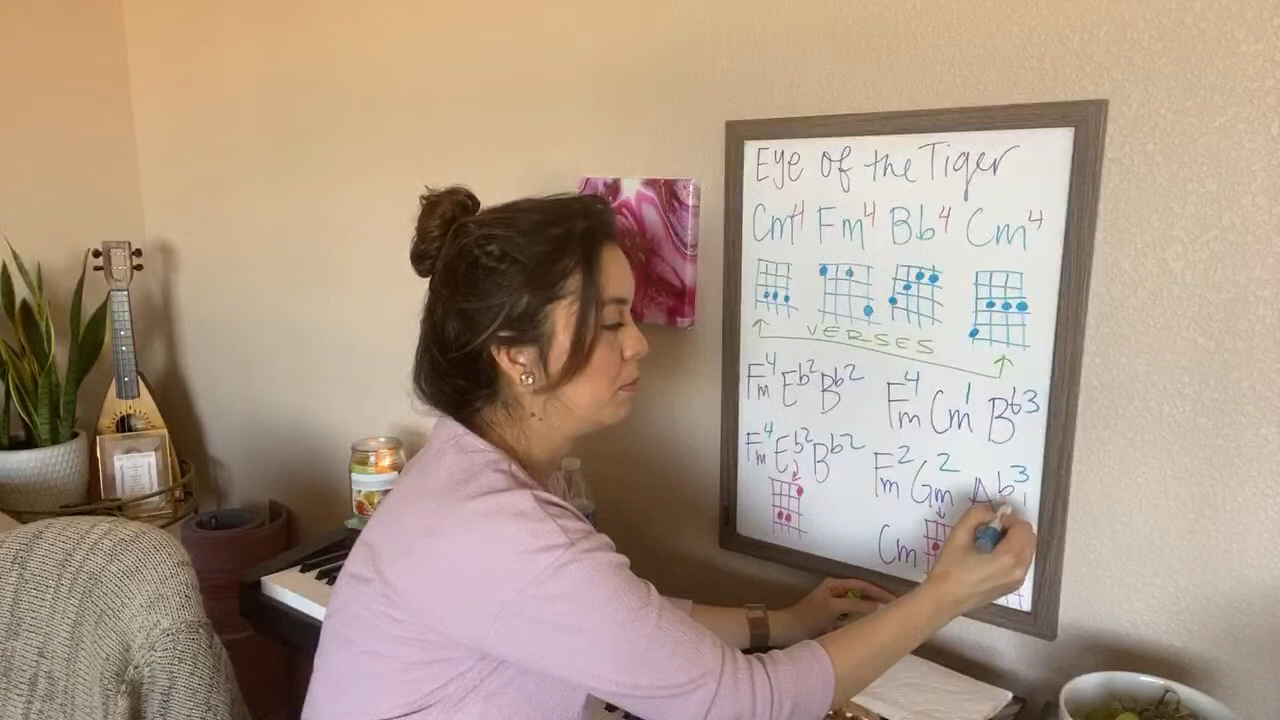 Eye of the Tiger
Cm4 Fm4 Bb4 Cm4
VERSES
Fm4 Eb2 Bb2
Fm4 Cm1 Bb3
Fm4 Eb2 Bb2
Fm2 Gm2 Ab3
Cm